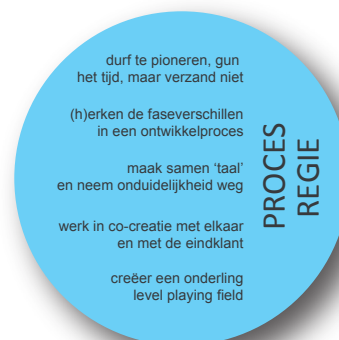 durf te pioneren, gun
het tijd, maar verzand niet
(h)erken de faseverschillen
in een ontwikkelproces
maak samen ‘taal’
en neem onduidelijkheid weg
werk in co-creatie met elkaar
en met de eindklant
creëer een onderling
level playing field
PROCES
REGIE